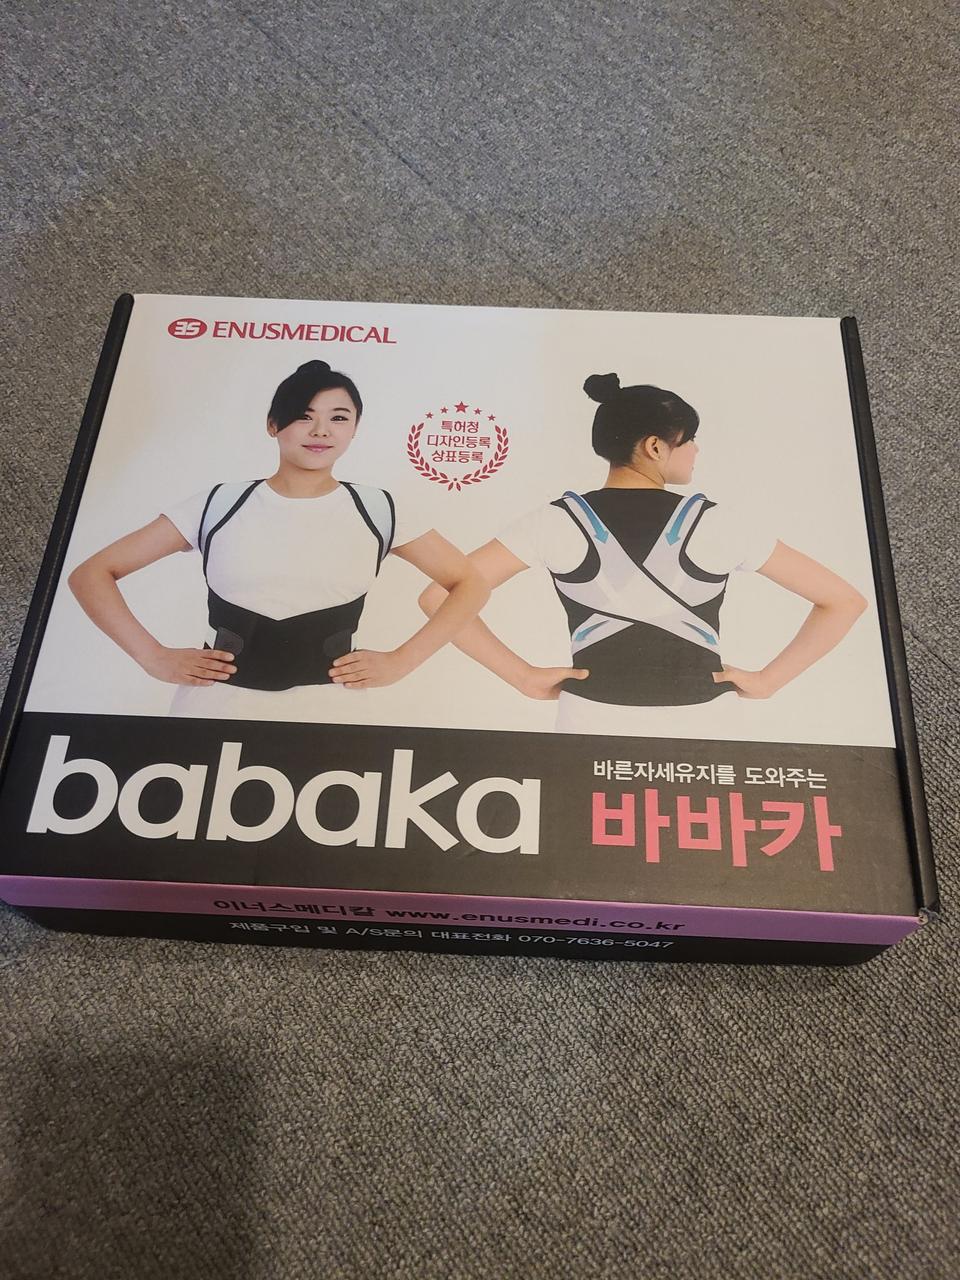 ENUSMEDICAL
특허청
디자인등록
상표등록
babaka
바른자세유지를 도와주는
바바카
이너스메디칼 www.enusmedi.co.kr
제품구입 및 A/S문의 대표전화 070-7636-5047